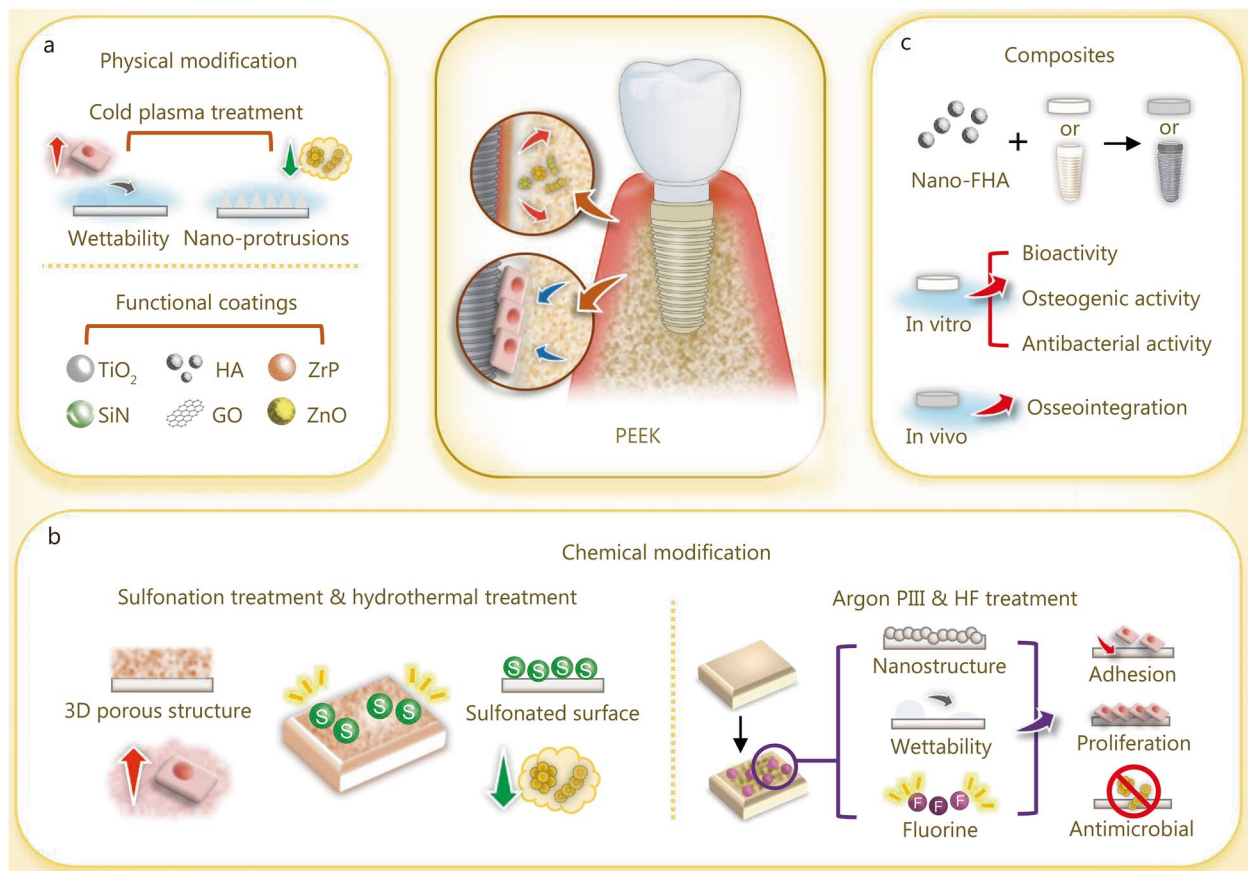 a
Physical modification
Cold plasma treatment
Wettability
Nano-protrusions
Functional coatings
TiO2
HA
ZrP
SiN
GO
ZnO
PEEK
c
Composites
or
or
+
Nano-FHA
Bioactivity
Osteogenic activity
In vitro
Antibacterial activity
Osseointegration
In vivo
b
Chemical modification
Sulfonation treatment & hydrothermal treatment
3D porous structure
S
S
S
S
S
S
S
S
Sulfonated surface
Argon PIII & HF treatment
Nanostructure
Wettability
F
F
F
Fluorine
Adhesion
Proliferation
Antimicrobial